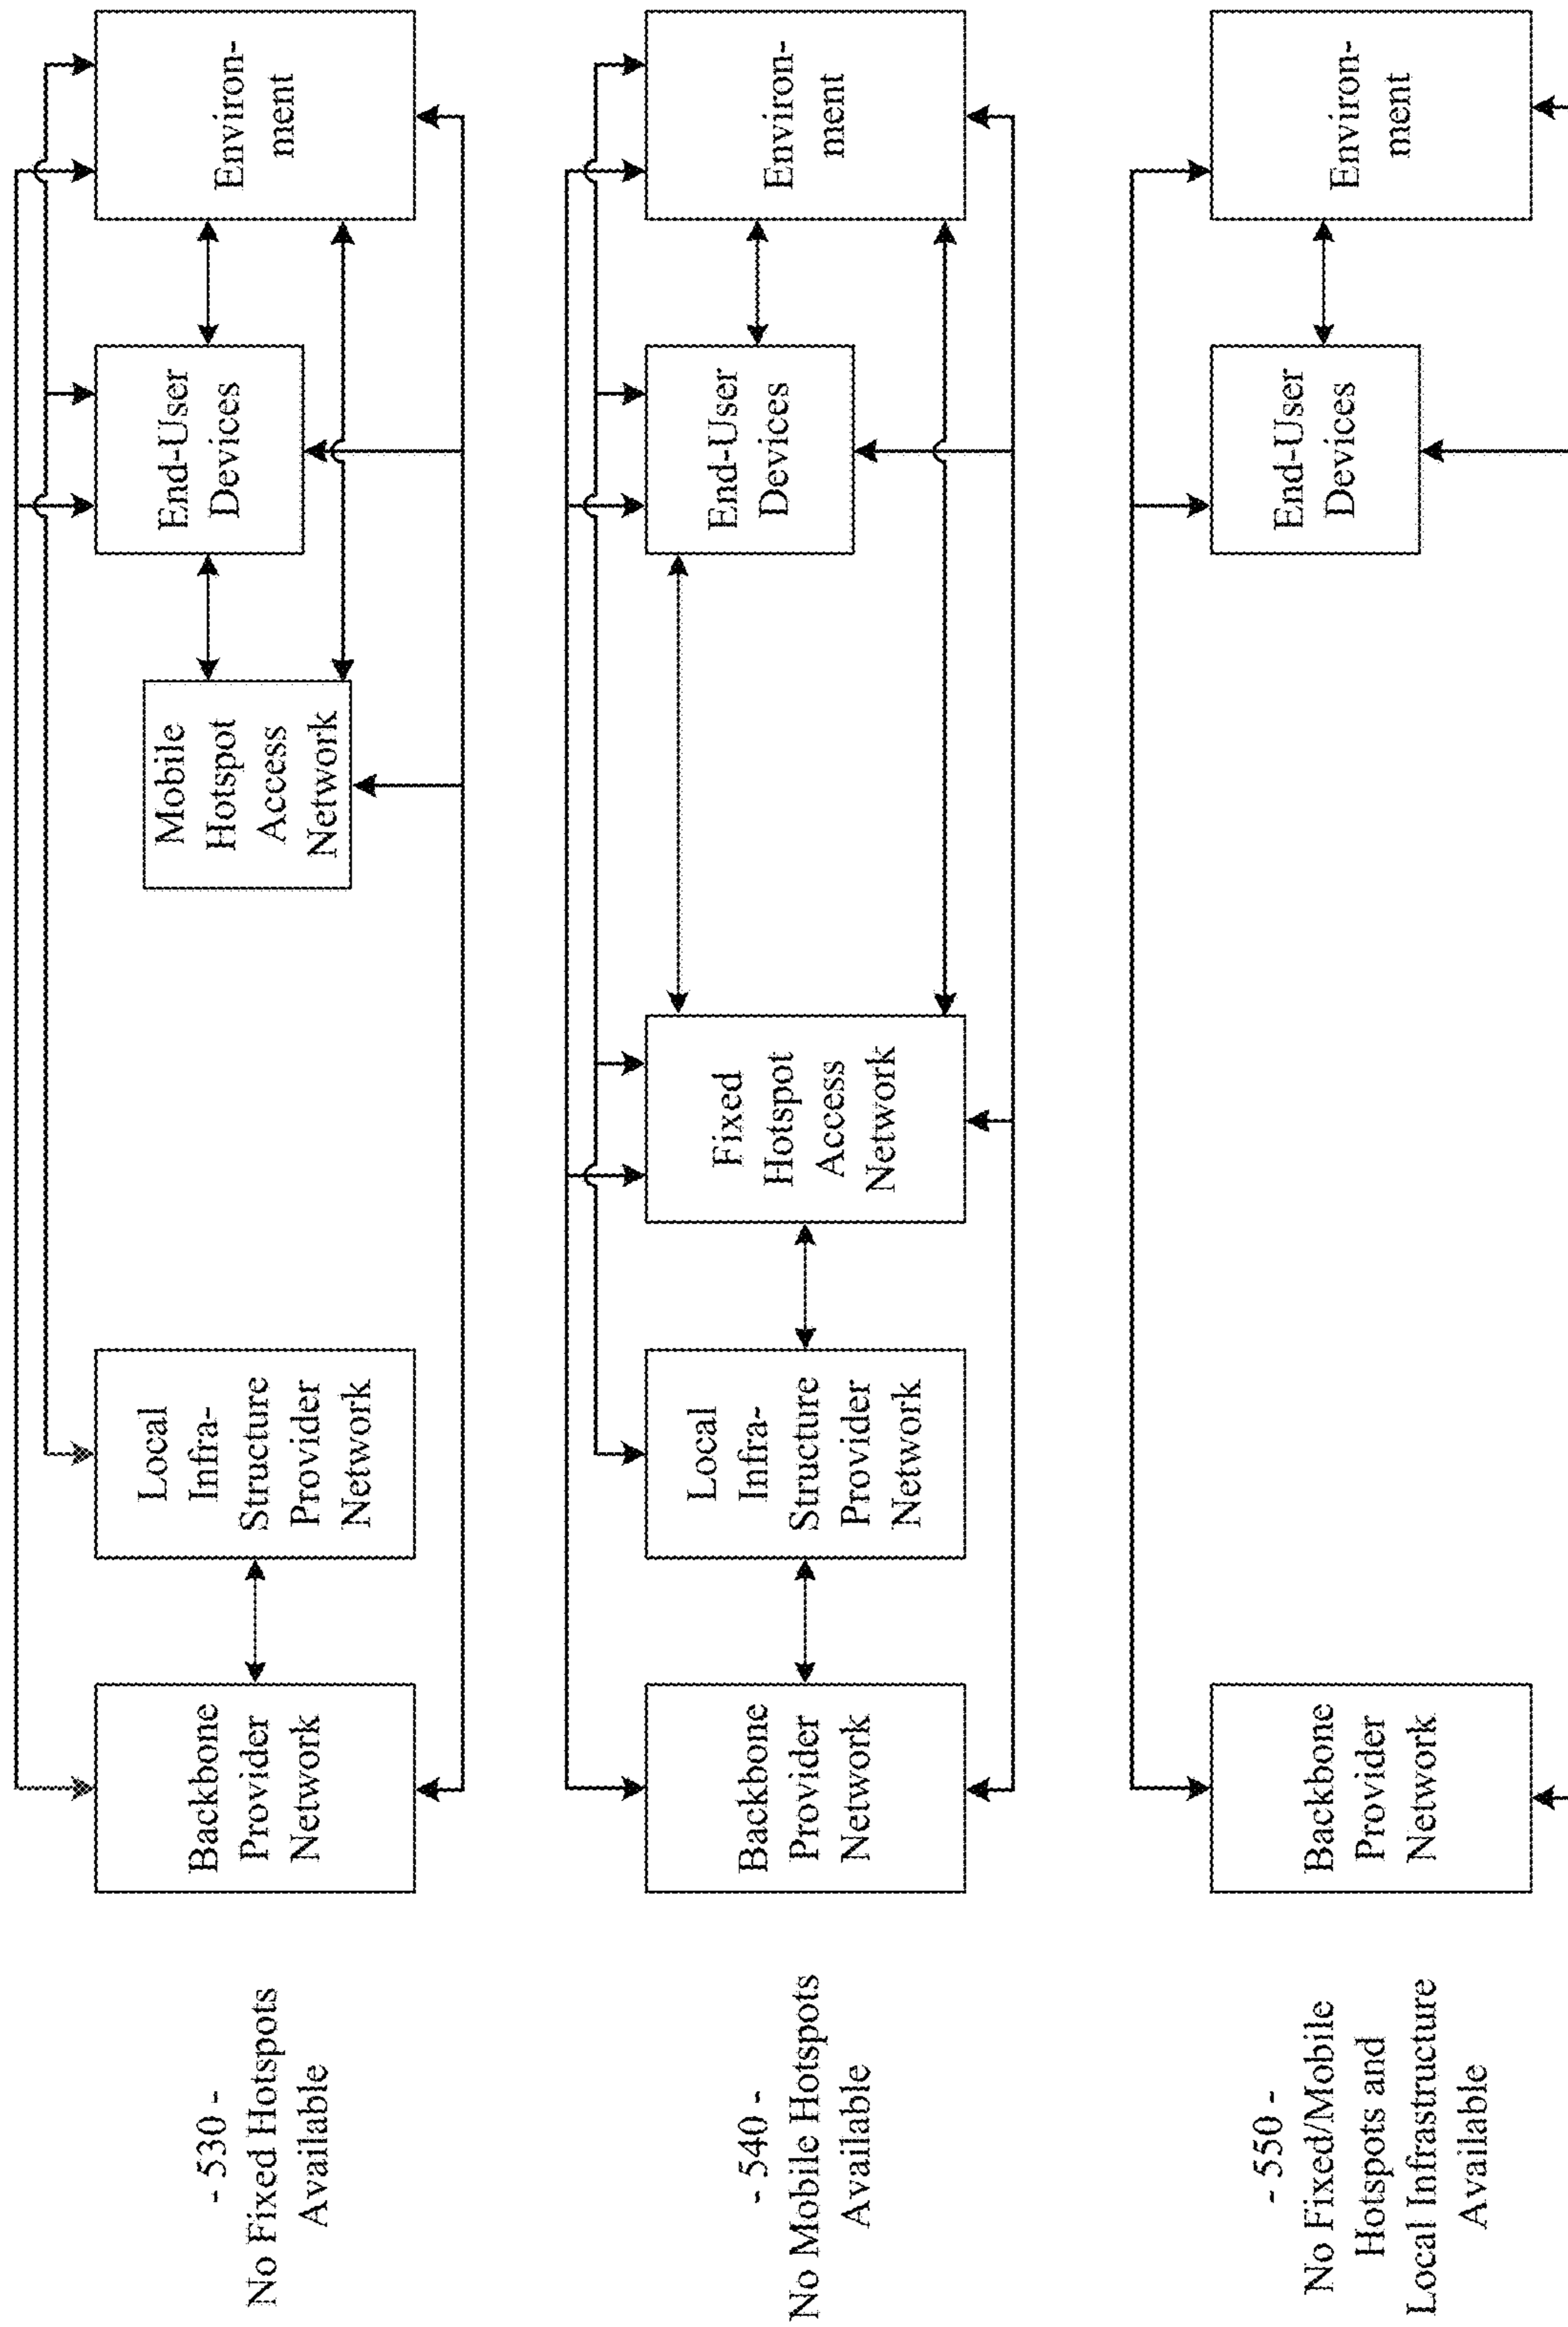 - 530 -
No Fixed Hotspots
Available
Backbone
Provider
Network
Local
Infra-
Structure
Provider
Network
Mobile
Hotspot
Access
Network
End-User
Devices
Environ-
ment
- 540 -
No Mobile Hotspots
Available
Backbone
Provider
Network
Local
Infra-
Structure
Provider
Network
Fixed
Hotspot
Access
Network
End-User
Devices
Environ-
ment
- 550 -
No Fixed/Mobile
Hotspots and
Local Infrastructure
Available
Backbone
Provider
Network
End-User
Devices
Environ-
ment